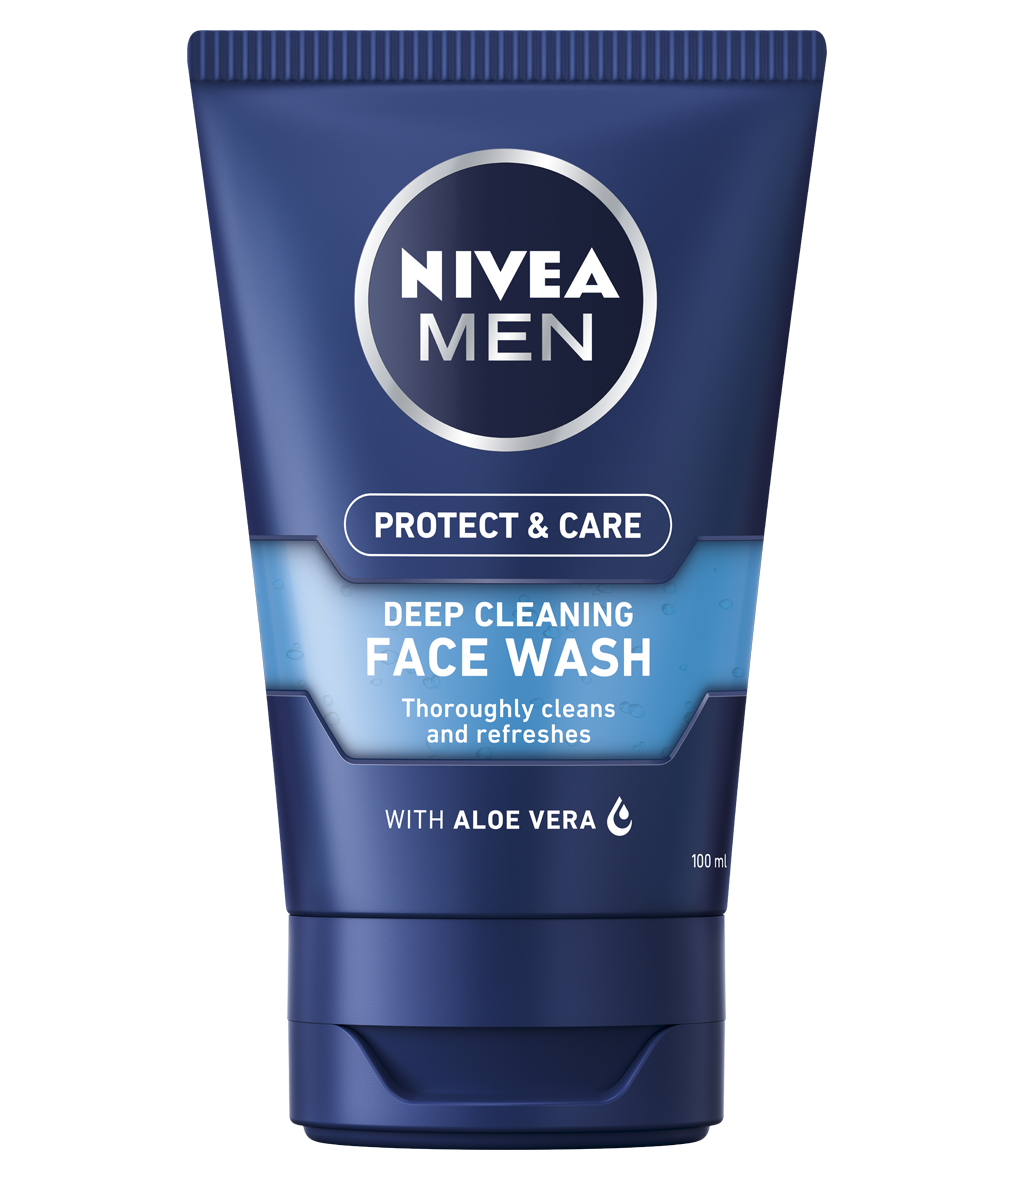 NIVEA
MEN
PROTECT & CARE
DEEP CLEANING
FACE WASH
Thoroughly cleans
and refreshes
WITH ALOE VERA
100 ml